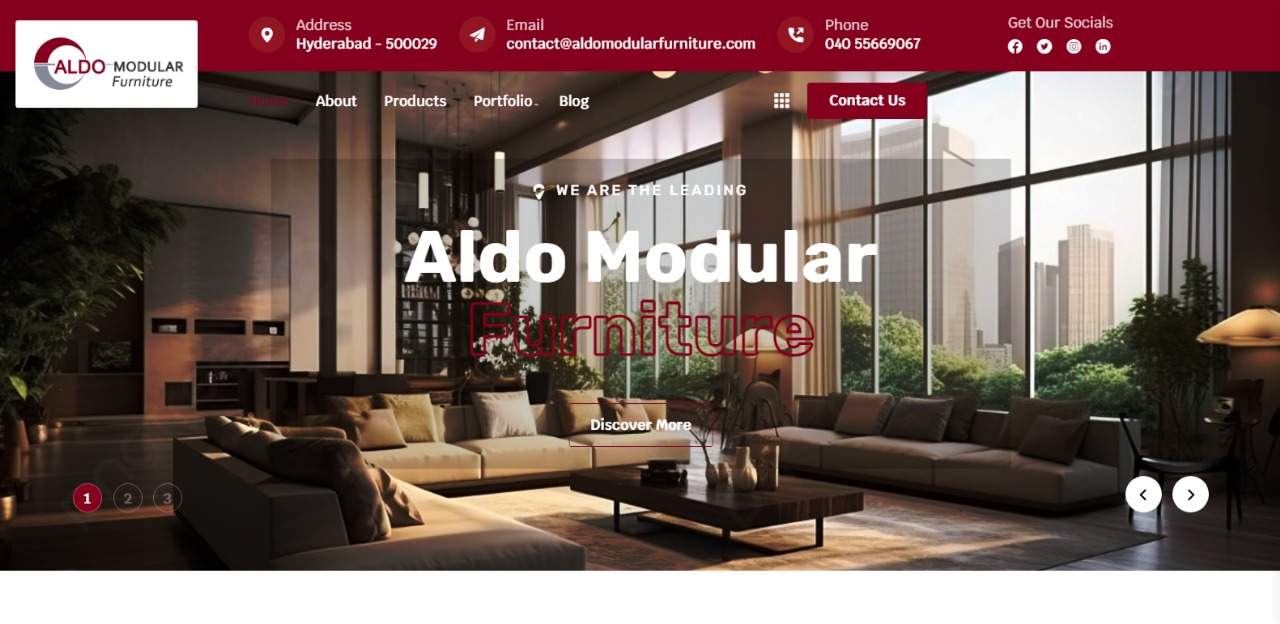 ALDO MODULAR
Furniture
Address
Hyderabad - 500029
Email
contact@aldomodularfurniture.com
Phone
040 55669067
Get Our Socials
Home
About
Products
Portfolio
Blog
Contact Us
WE ARE THE LEADING
Aldo Modular
Furniture
Discover More
1
2
3